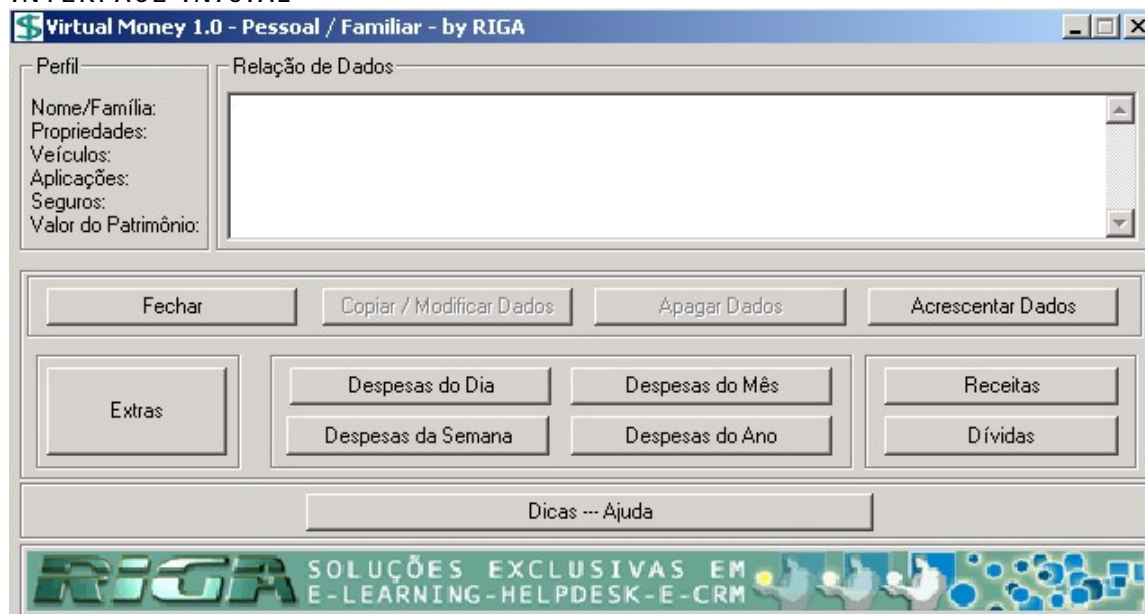 INTERFACE INICIAL
Virtual Money 1.0 - Pessoal / Familiar - by RIGA
Perfil
Relação de Dados
Nome/Família:
Propriedades:
Veículos:
Aplicações:
Seguros:
Valor do Patrimônio:
Fechar
Copiar / Modificar Dados
Apagar Dados
Acrescentar Dados
Extras
Despesas do Dia
Despesas do Mês
Receitas
Despesas da Semana
Despesas do Ano
Dívidas
Dicas --- Ajuda
RIGA
SOLUÇÕES EXCLUSIVAS EM
E-LEARNING-HELPDESK-E-CRM